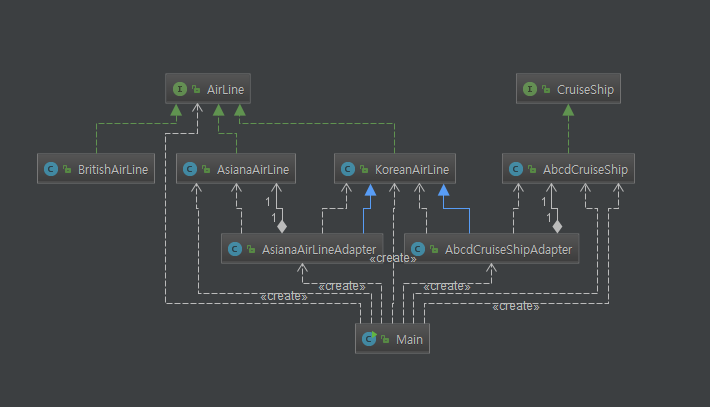 I AirLine
I CruiseShip
C BritishAirLine
C AsianaAirLine
C KoreanAirLine
C AbcdCruiseShip
1
1
1
1
C AsianaAirLineAdapter
C AbcdCruiseShipAdapter
«create»
«create»
«create»
«create»
«create»
C Main